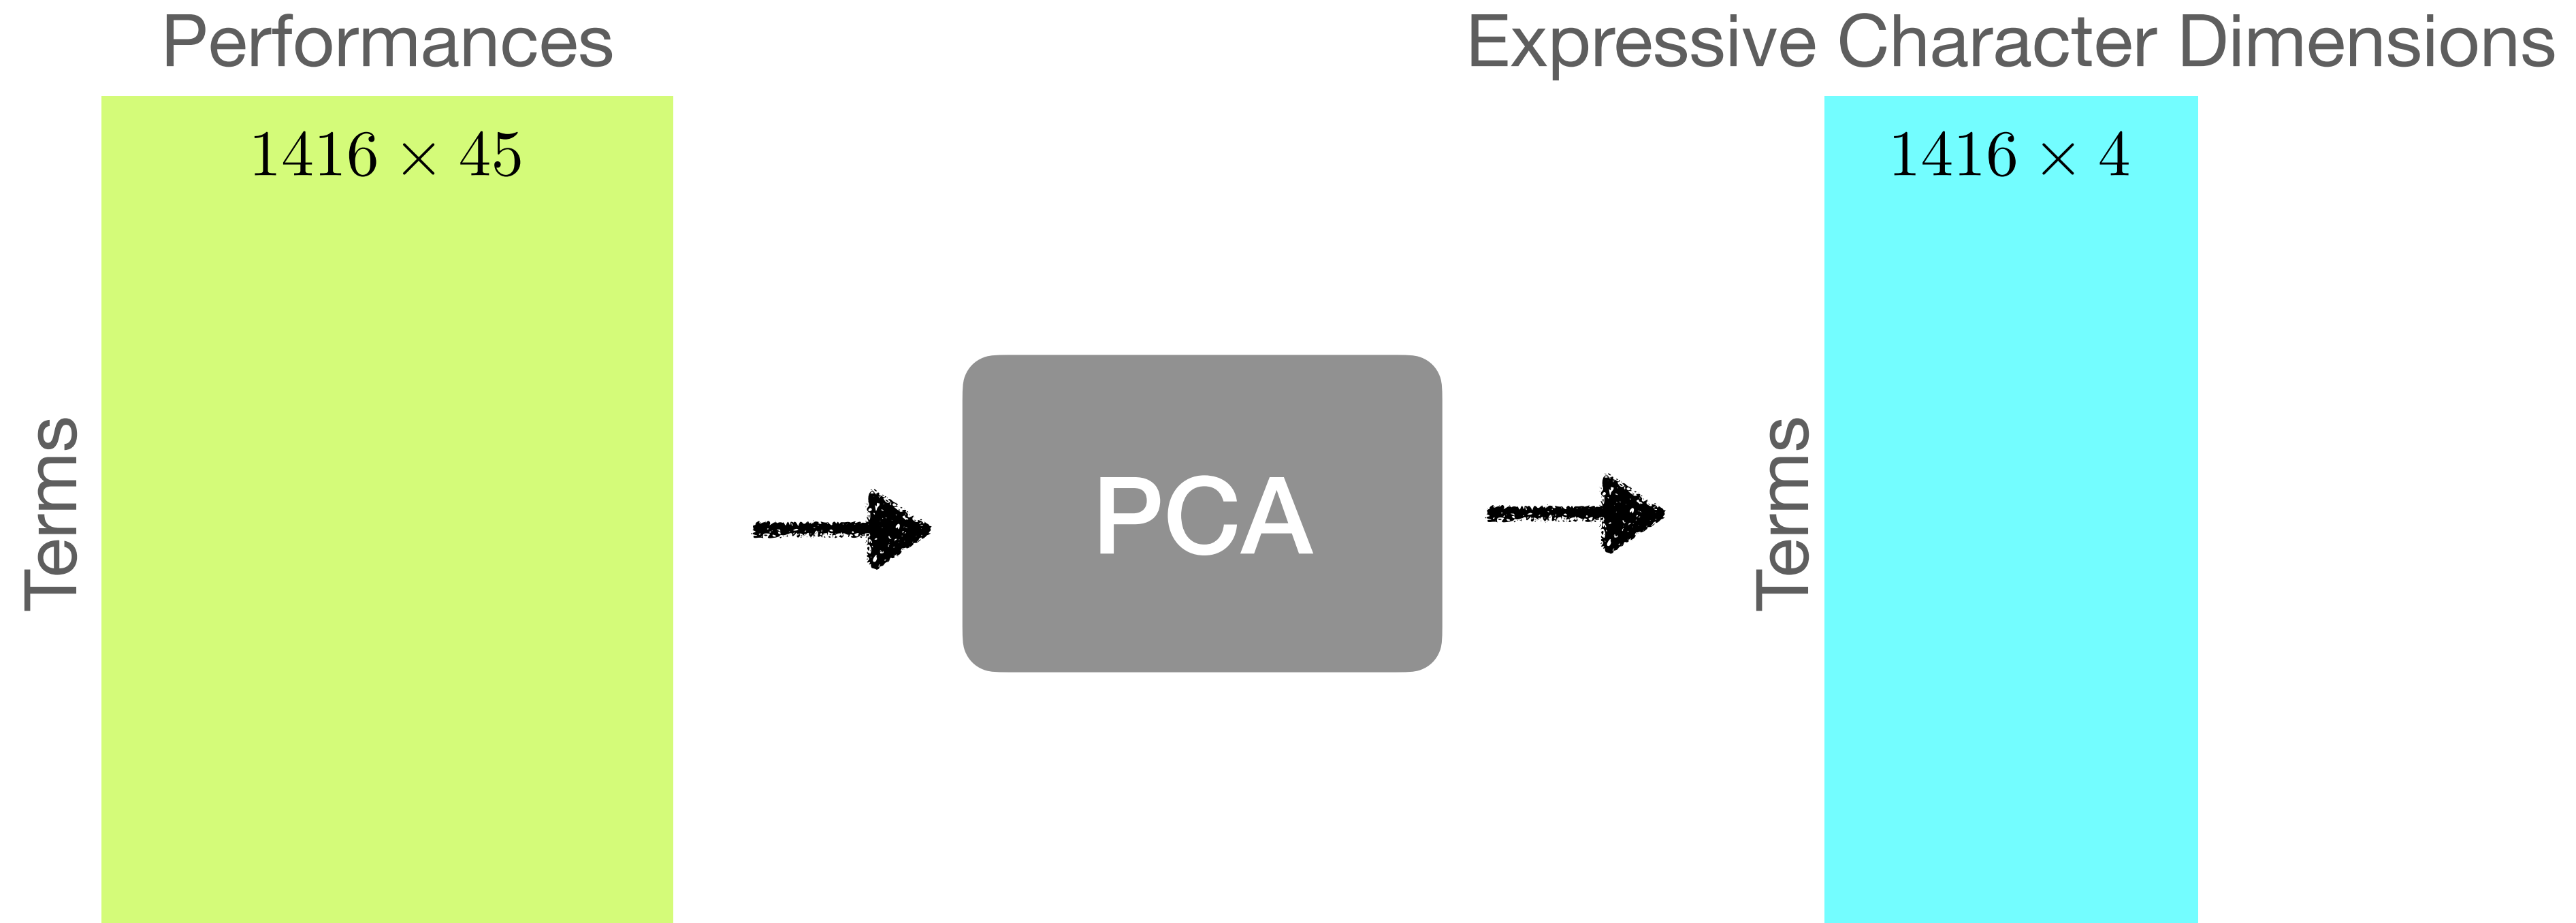 Performances
Expressive Character Dimensions
1416 × 45
1416 × 4
Terms
PCA
Terms